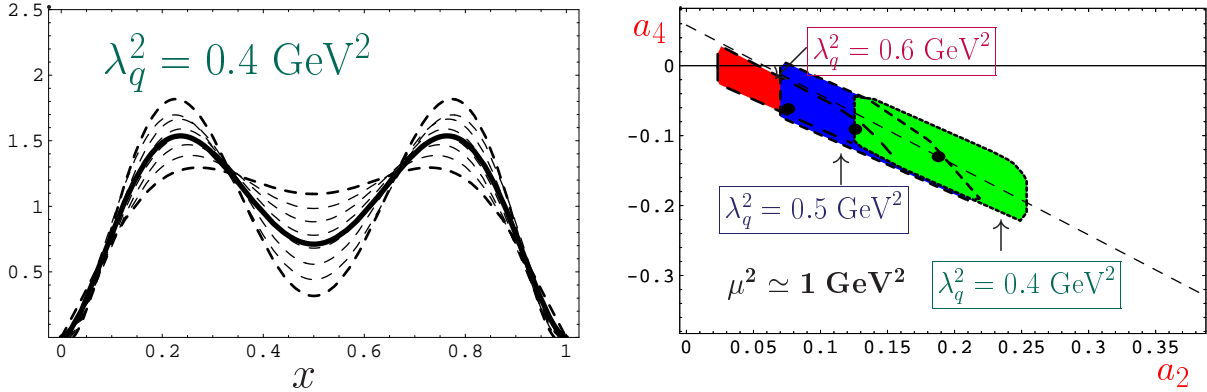 2.5
2
1.5
1
0.5
λ_q^2 = 0.4 GeV^2
0 0.2 0.4 0.6 0.8 1
x
a_4
0
−0.1
−0.2
−0.3
λ_q^2 = 0.6 GeV^2
λ_q^2 = 0.5 GeV^2
λ_q^2 = 0.4 GeV^2
μ^2 ≃ 1 GeV^2
0 0.05 0.1 0.15 0.2 0.25 0.3 0.35
a_2